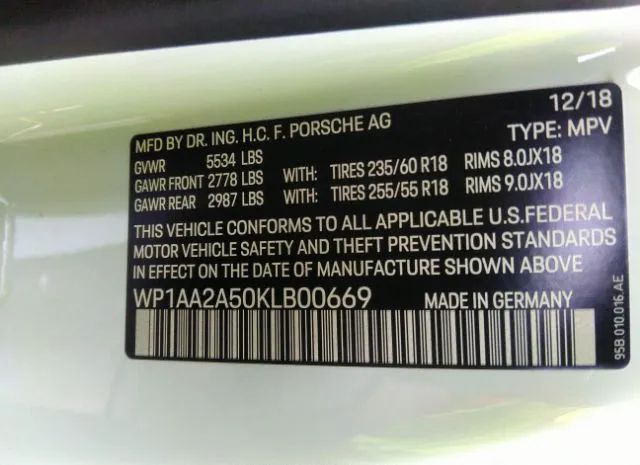 12/18
MFD BY DR. ING. H.C. F. PORSCHE AG TYPE: MPV
GVWR 5534 LBS
GAWR FRONT 2778 LBS WITH: TIRES 235/60 R18 RIMS 8.0JX18
GAWR REAR 2987 LBS WITH: TIRES 255/55 R18 RIMS 9.0JX18
THIS VEHICLE CONFORMS TO ALL APPLICABLE U.S.FEDERAL
MOTOR VEHICLE SAFETY AND THEFT PREVENTION STANDARDS
IN EFFECT ON THE DATE OF MANUFACTURE SHOWN ABOVE
WP1AA2A50KLB00669 MADE IN GERMANY
95B.010.016.AE